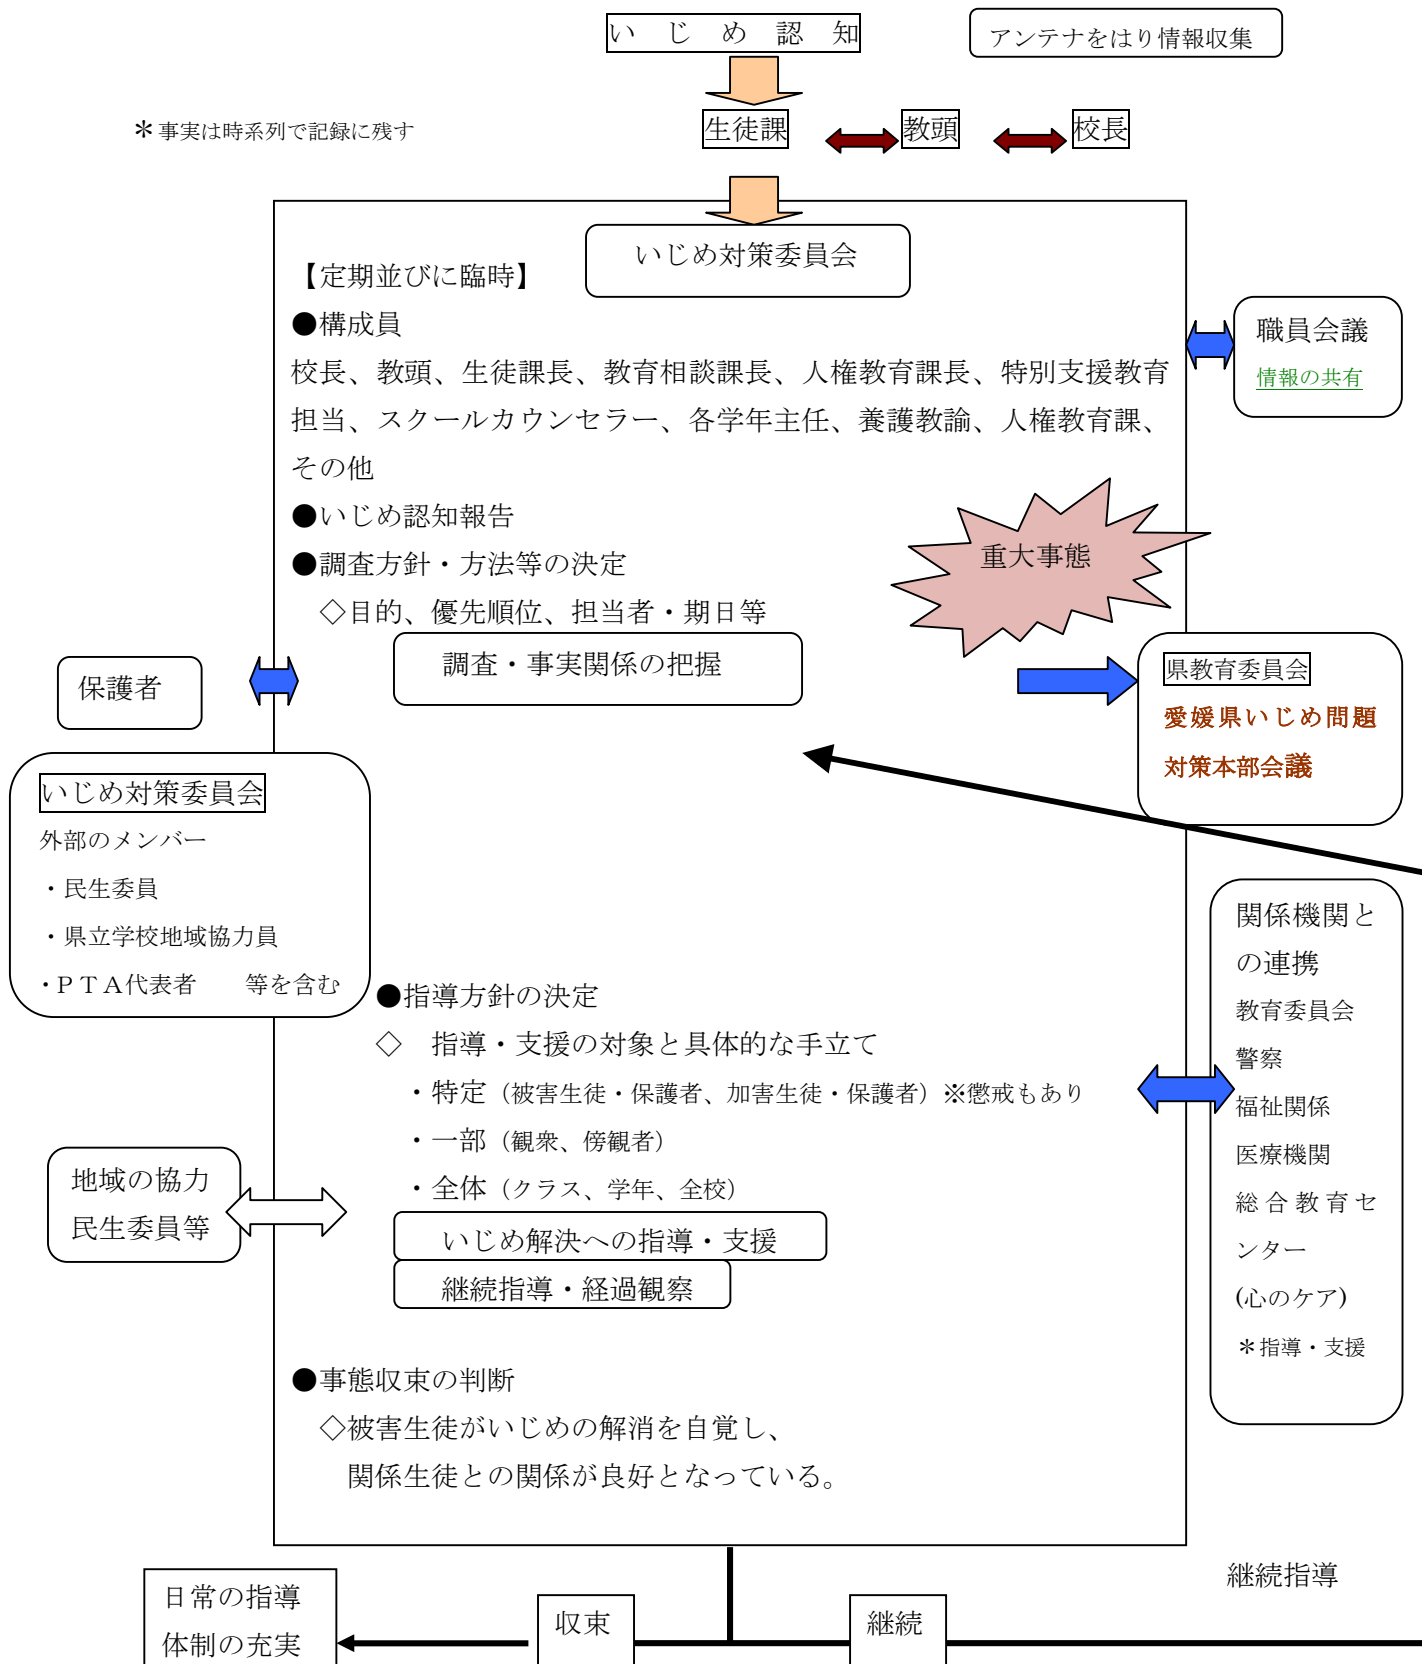 い じ め 認 知
アンテナをはり情報収集
＊事実は時系列で記録に残す
生徒課
教頭
校長
いじめ対策委員会
【定期並びに臨時】
●構成員
校長、教頭、生徒課長、教育相談課長、人権教育課長、特別支援教育
担当、スクールカウンセラー、各学年主任、養護教諭、人権教育課、
その他
●いじめ認知報告
●調査方針・方法等の決定
◇目的、優先順位、担当者・期日等
調査・事実関係の把握
職員会議
情報の共有
重大事態
県教育委員会
愛媛県いじめ問題
対策本部会議
保護者
いじめ対策委員会
外部のメンバー
・民生委員
・県立学校地域協力員
・ＰＴＡ代表者　　等を含む
●指導方針の決定
◇　指導・支援の対象と具体的な手立て
・特定（被害生徒・保護者、加害生徒・保護者）※懲戒もあり
・一部（観衆、傍観者）
・全体（クラス、学年、全校）
いじめ解決への指導・支援
継続指導・経過観察
地域の協力
民生委員等
関係機関と
の連携
教育委員会
警察
福祉関係
医療機関
総合教育セ
ンター
(心のケア)
＊指導・支援
●事態収束の判断
◇被害生徒がいじめの解消を自覚し、
関係生徒との関係が良好となっている。
継続指導
日常の指導
体制の充実
収束
継続